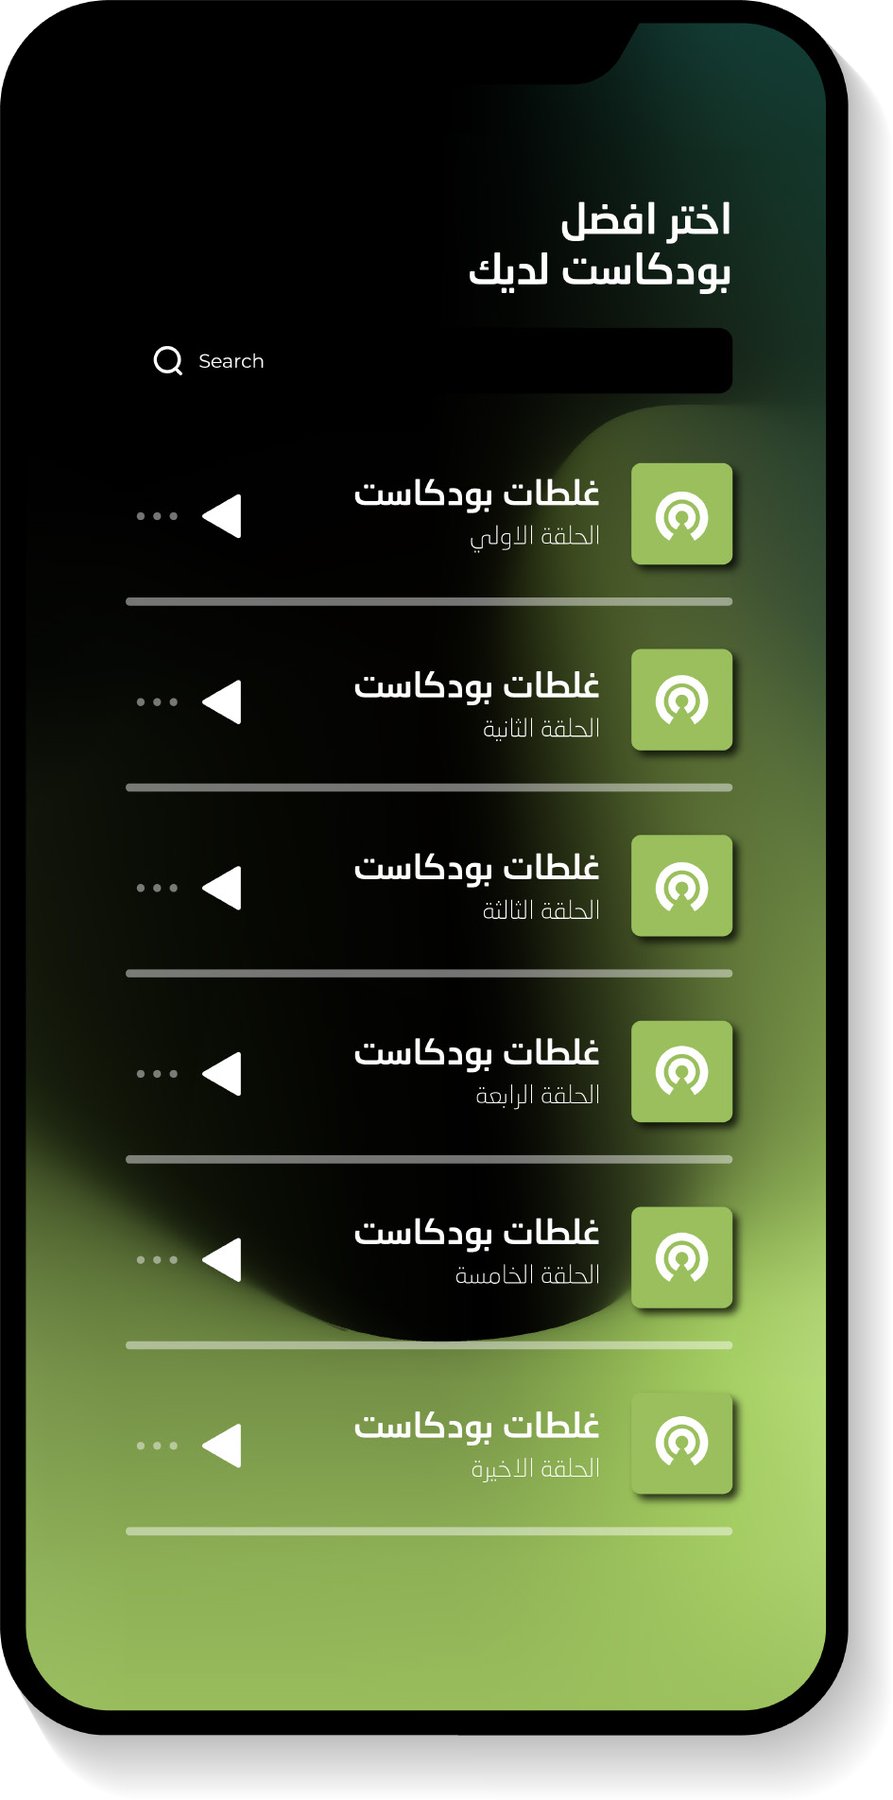 اختر افضل
بودكاست لديك
Search
غلطات بودكاست
الحلقة الاولي
غلطات بودكاست
الحلقة الثانية
غلطات بودكاست
الحلقة الثالثة
غلطات بودكاست
الحلقة الرابعة
غلطات بودكاست
الحلقة الخامسة
غلطات بودكاست
الحلقة الاخيرة